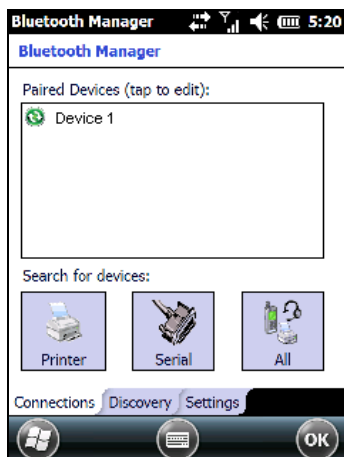 Bluetooth Manager 5:20
Bluetooth Manager
Paired Devices (tap to edit):
Device 1
Search for devices:
Printer Serial All
Connections Discovery Settings
OK